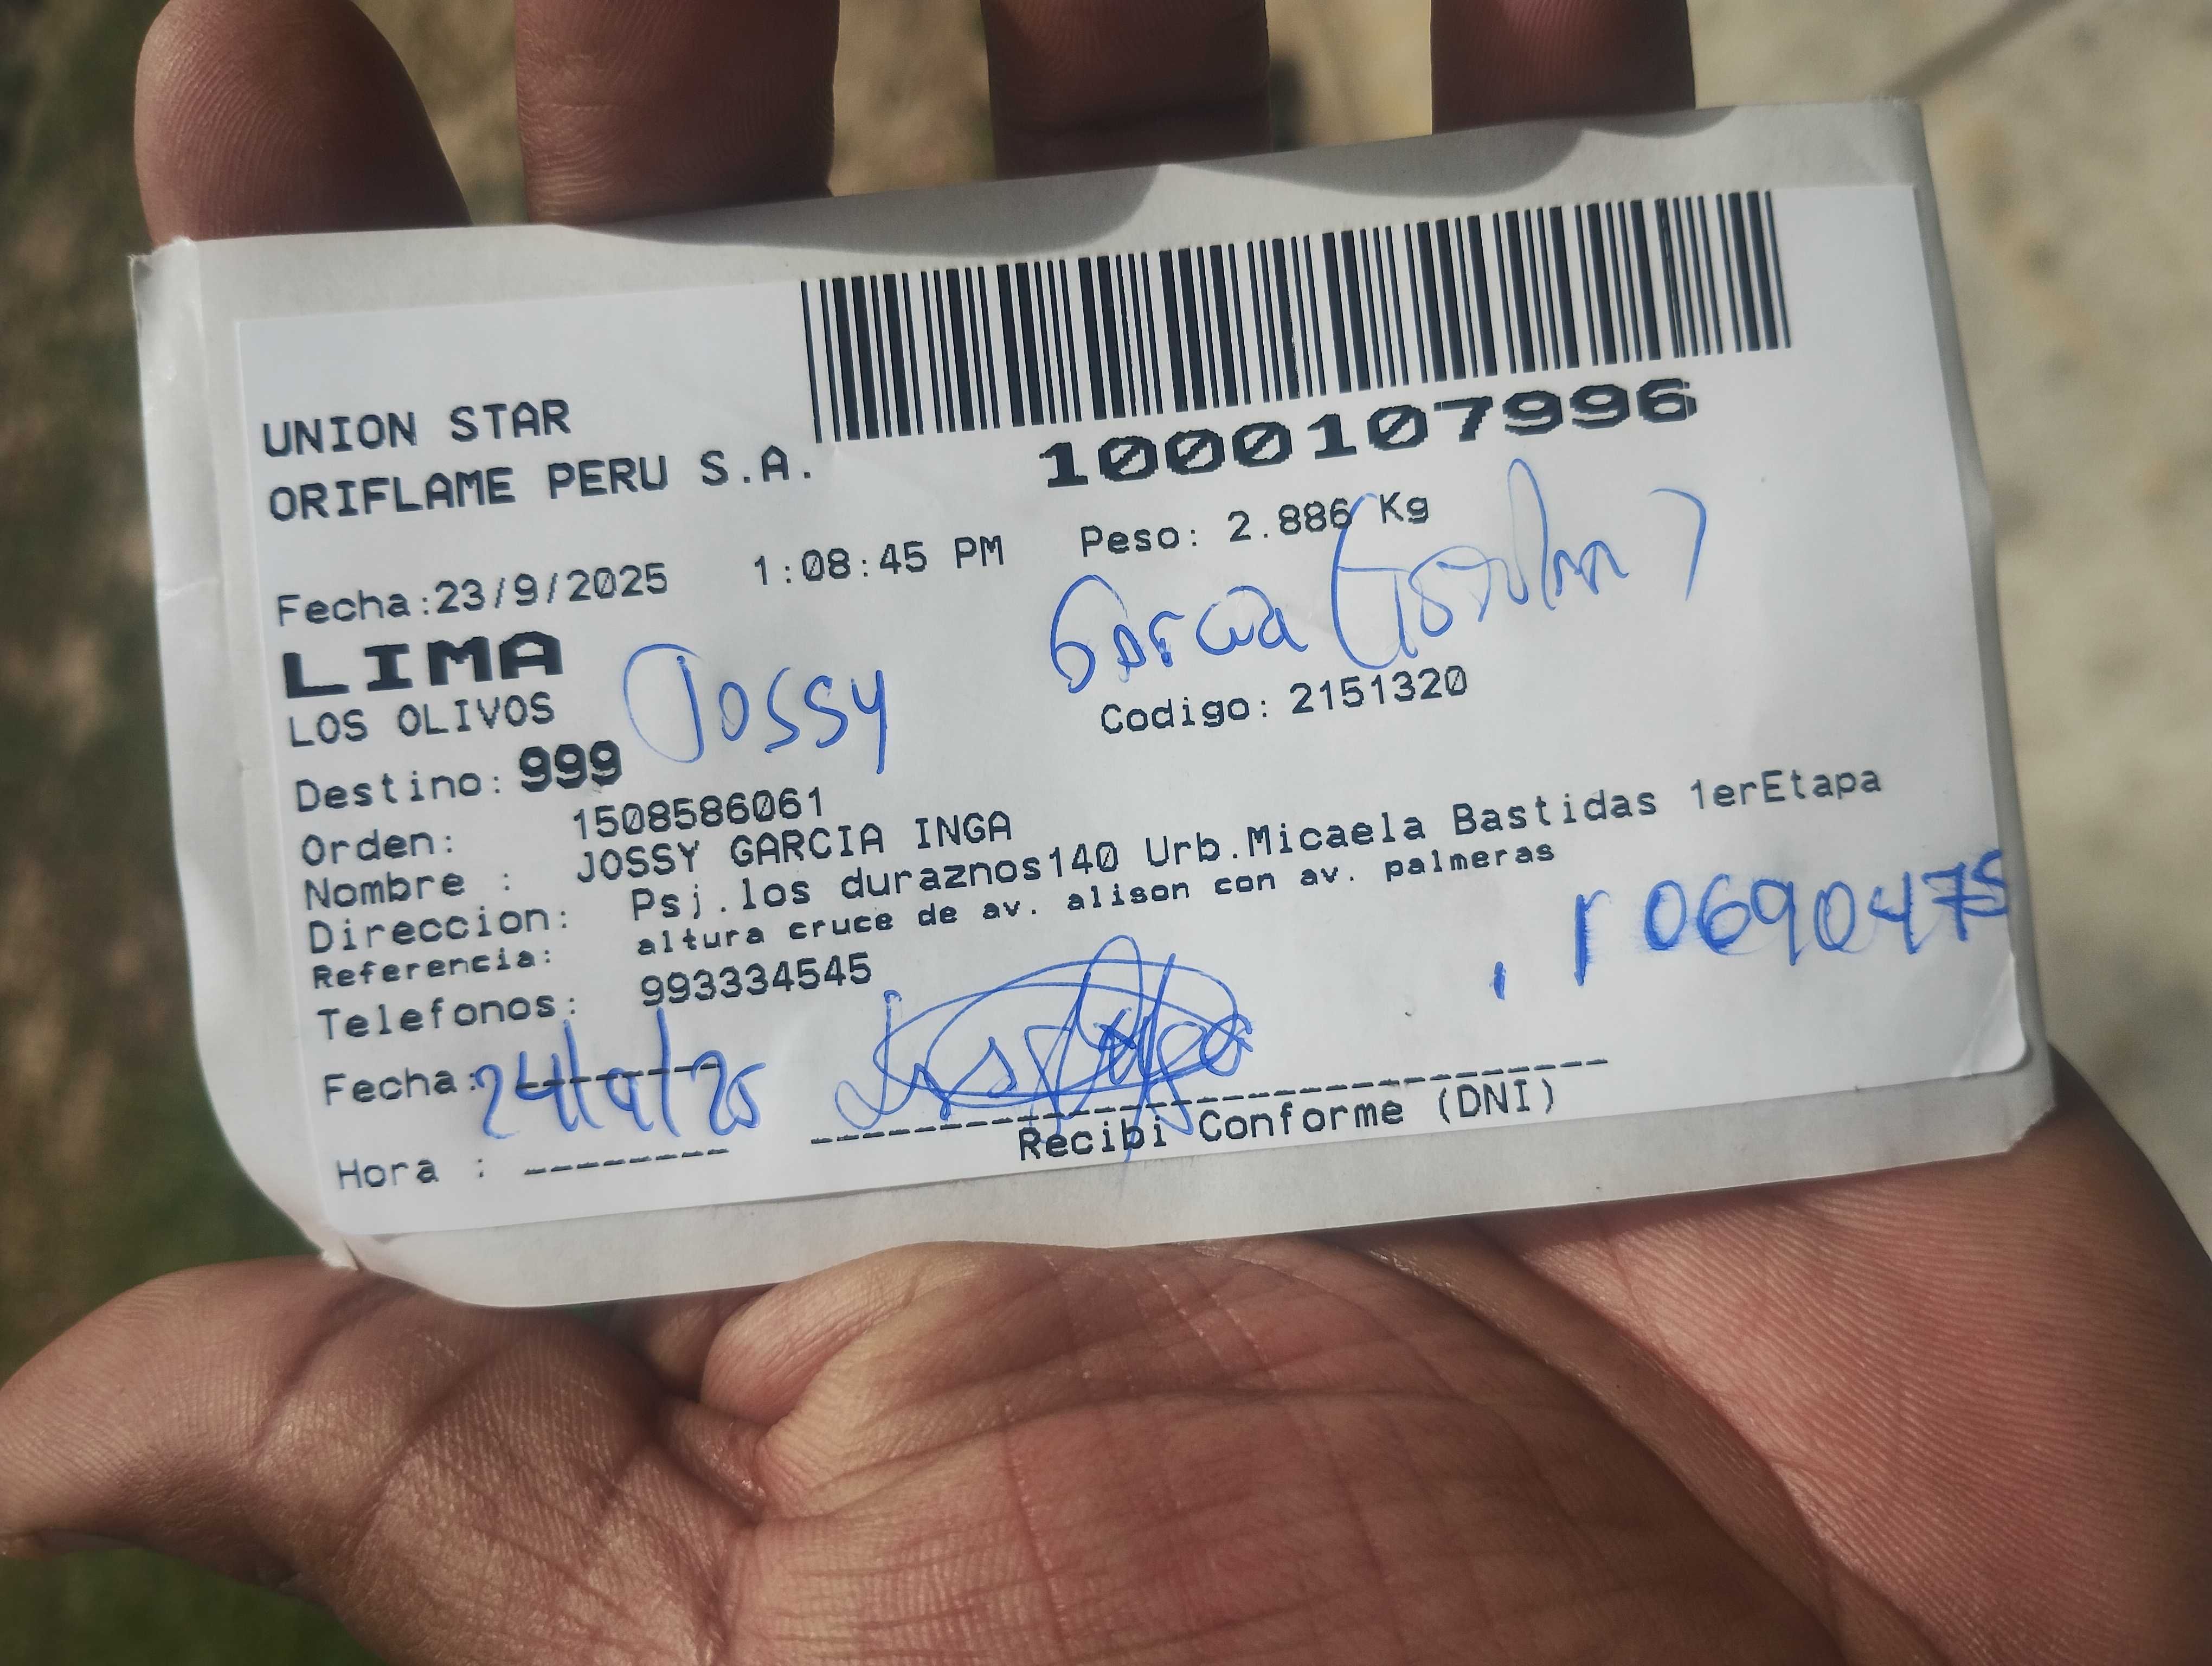 UNION STAR
ORIFLAME PERU S.A.
1000107996
Fecha:23/9/2025 1:08:45 PM Peso: 2.886 Kg
LIMA
LOS OLIVOS
Jossy Garcia
Destino: 999 Codigo: 2151320
Orden: 1508586061
Nombre : JOSSY GARCIA INGA
Direccion: Psj.los duraznos140 Urb.Micaela Bastidas 1erEtapa
Referencia: altura cruce de av. alison con av. palmeras
Telefonos: 993334545
0690475
Fecha: 24/9/25
Hora : --------
Recibi Conforme (DNI)